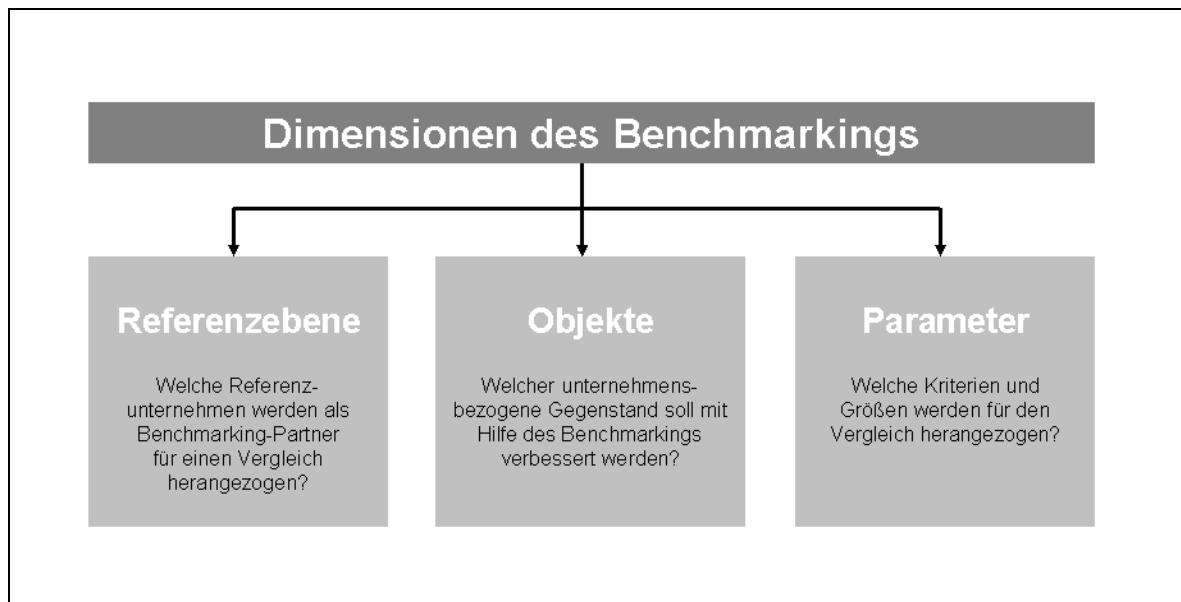 Dimensionen des Benchmarkings
Referenzebene
Welche Referenz-
unternehmen werden als
Benchmarking-Partner
für einen Vergleich
herangezogen?
Objekte
Welcher unternehmens-
bezogene Gegenstand soll mit
Hilfe des Benchmarkings
verbessert werden?
Parameter
Welche Kriterien und
Größen werden für den
Vergleich herangezogen?